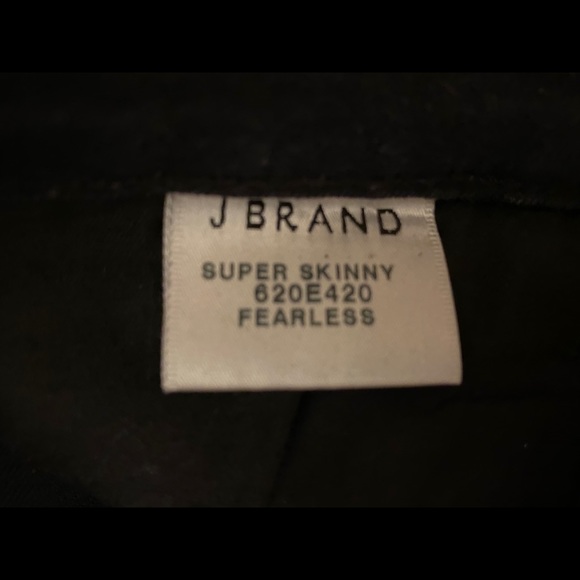 J BRAND
SUPER SKINNY
620E420
FEARLESS